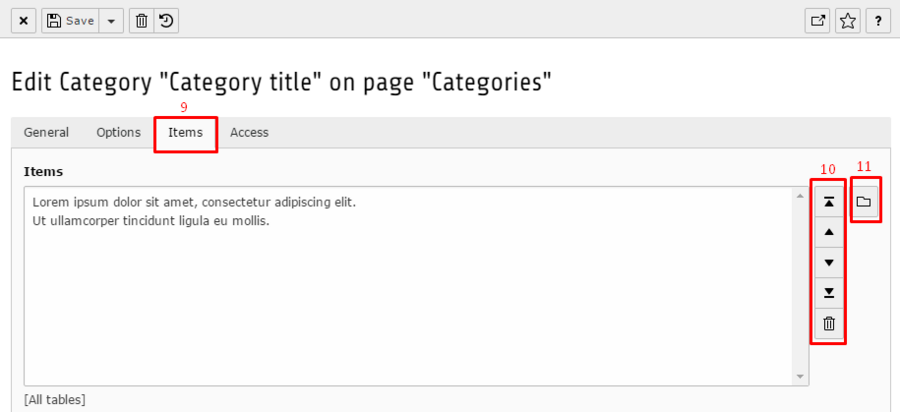 Save
?
Edit Category "Category title" on page "Categories"
9
General Options Items Access
Items
10
11
Lorem ipsum dolor sit amet, consectetur adipiscing elit.
Ut ullamcorper tincidunt ligula eu mollis.
[All tables]